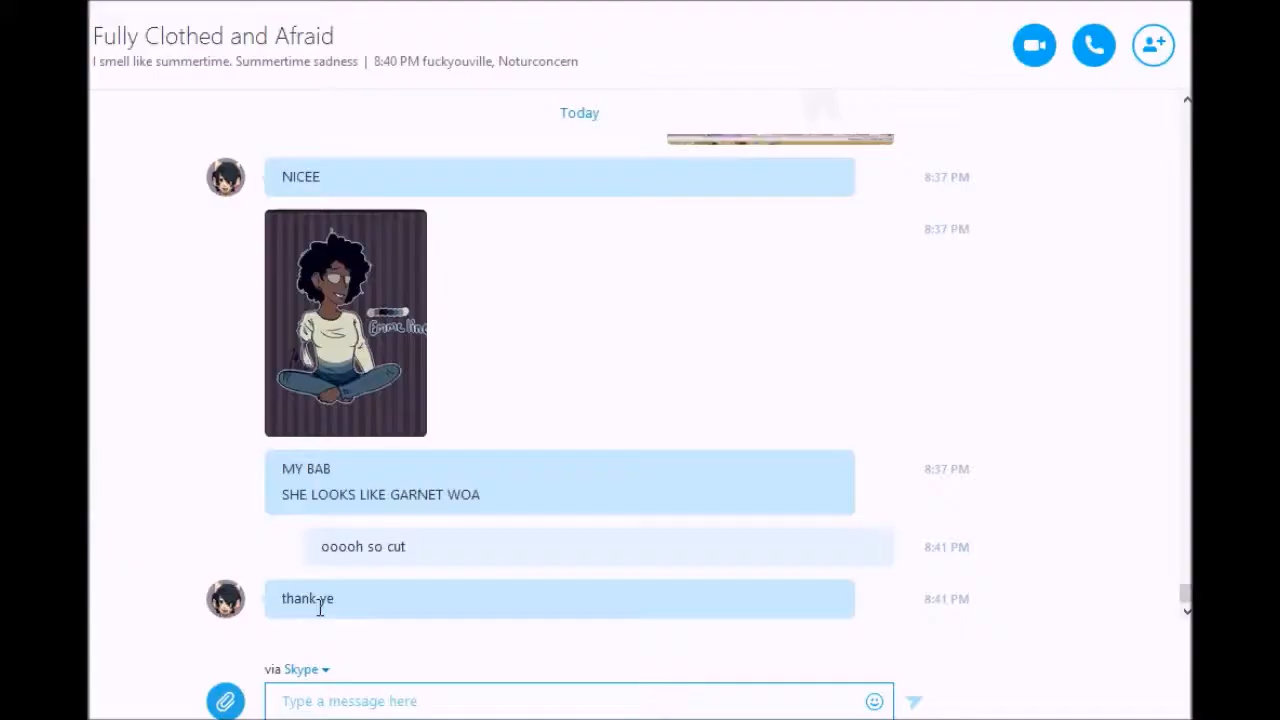 Fully Clothed and Afraid
I smell like summertime. Summertime sadness | 8:40 PM fuckyouville, Noturconcern
Today
NICEE 8:37 PM
8:37 PM
Emmeline
MY BAB 8:37 PM
SHE LOOKS LIKE GARNET WOA
ooooh so cut 8:41 PM
thank ye 8:41 PM
via Skype
Type a message here